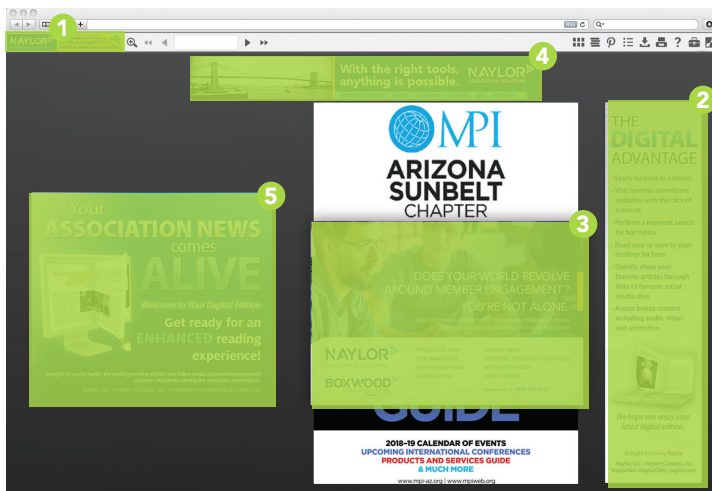 1
NAYLOR
4
With the right tools,
anything is possible.
NAYLOR
2
THE
DIGITAL
ADVANTAGE
• Easily forward to a friend.
• Visit favorite advertisers'
websites with the click of
a mouse.
• Perform a keyword search
for hot topics.
• Read now or save to your
desktop for later.
• Quickly share your
favorite articles through
links to favorite social
media sites.
• Access bonus content
including audio, video
and animation.
We hope you enjoy your
latest digital edition.
Brought to you by Naylor
MPI
ARIZONA
SUNBELT
CHAPTER
5
Your
ASSOCIATION NEWS
comes
ALIVE
Welcome to Your Digital Edition
Get ready for an
ENHANCED reading
experience!
3
DOES YOUR WORLD REVOLVE
AROUND MEMBER ENGAGEMENT?
YOU'RE NOT ALONE.
NAYLOR
BOXWOOD
GUIDE
2018–19 CALENDAR OF EVENTS
UPCOMING INTERNATIONAL CONFERENCES
PRODUCTS AND SERVICES GUIDE
& MUCH MORE
www.mpi-az.org | www.mpiweb.org